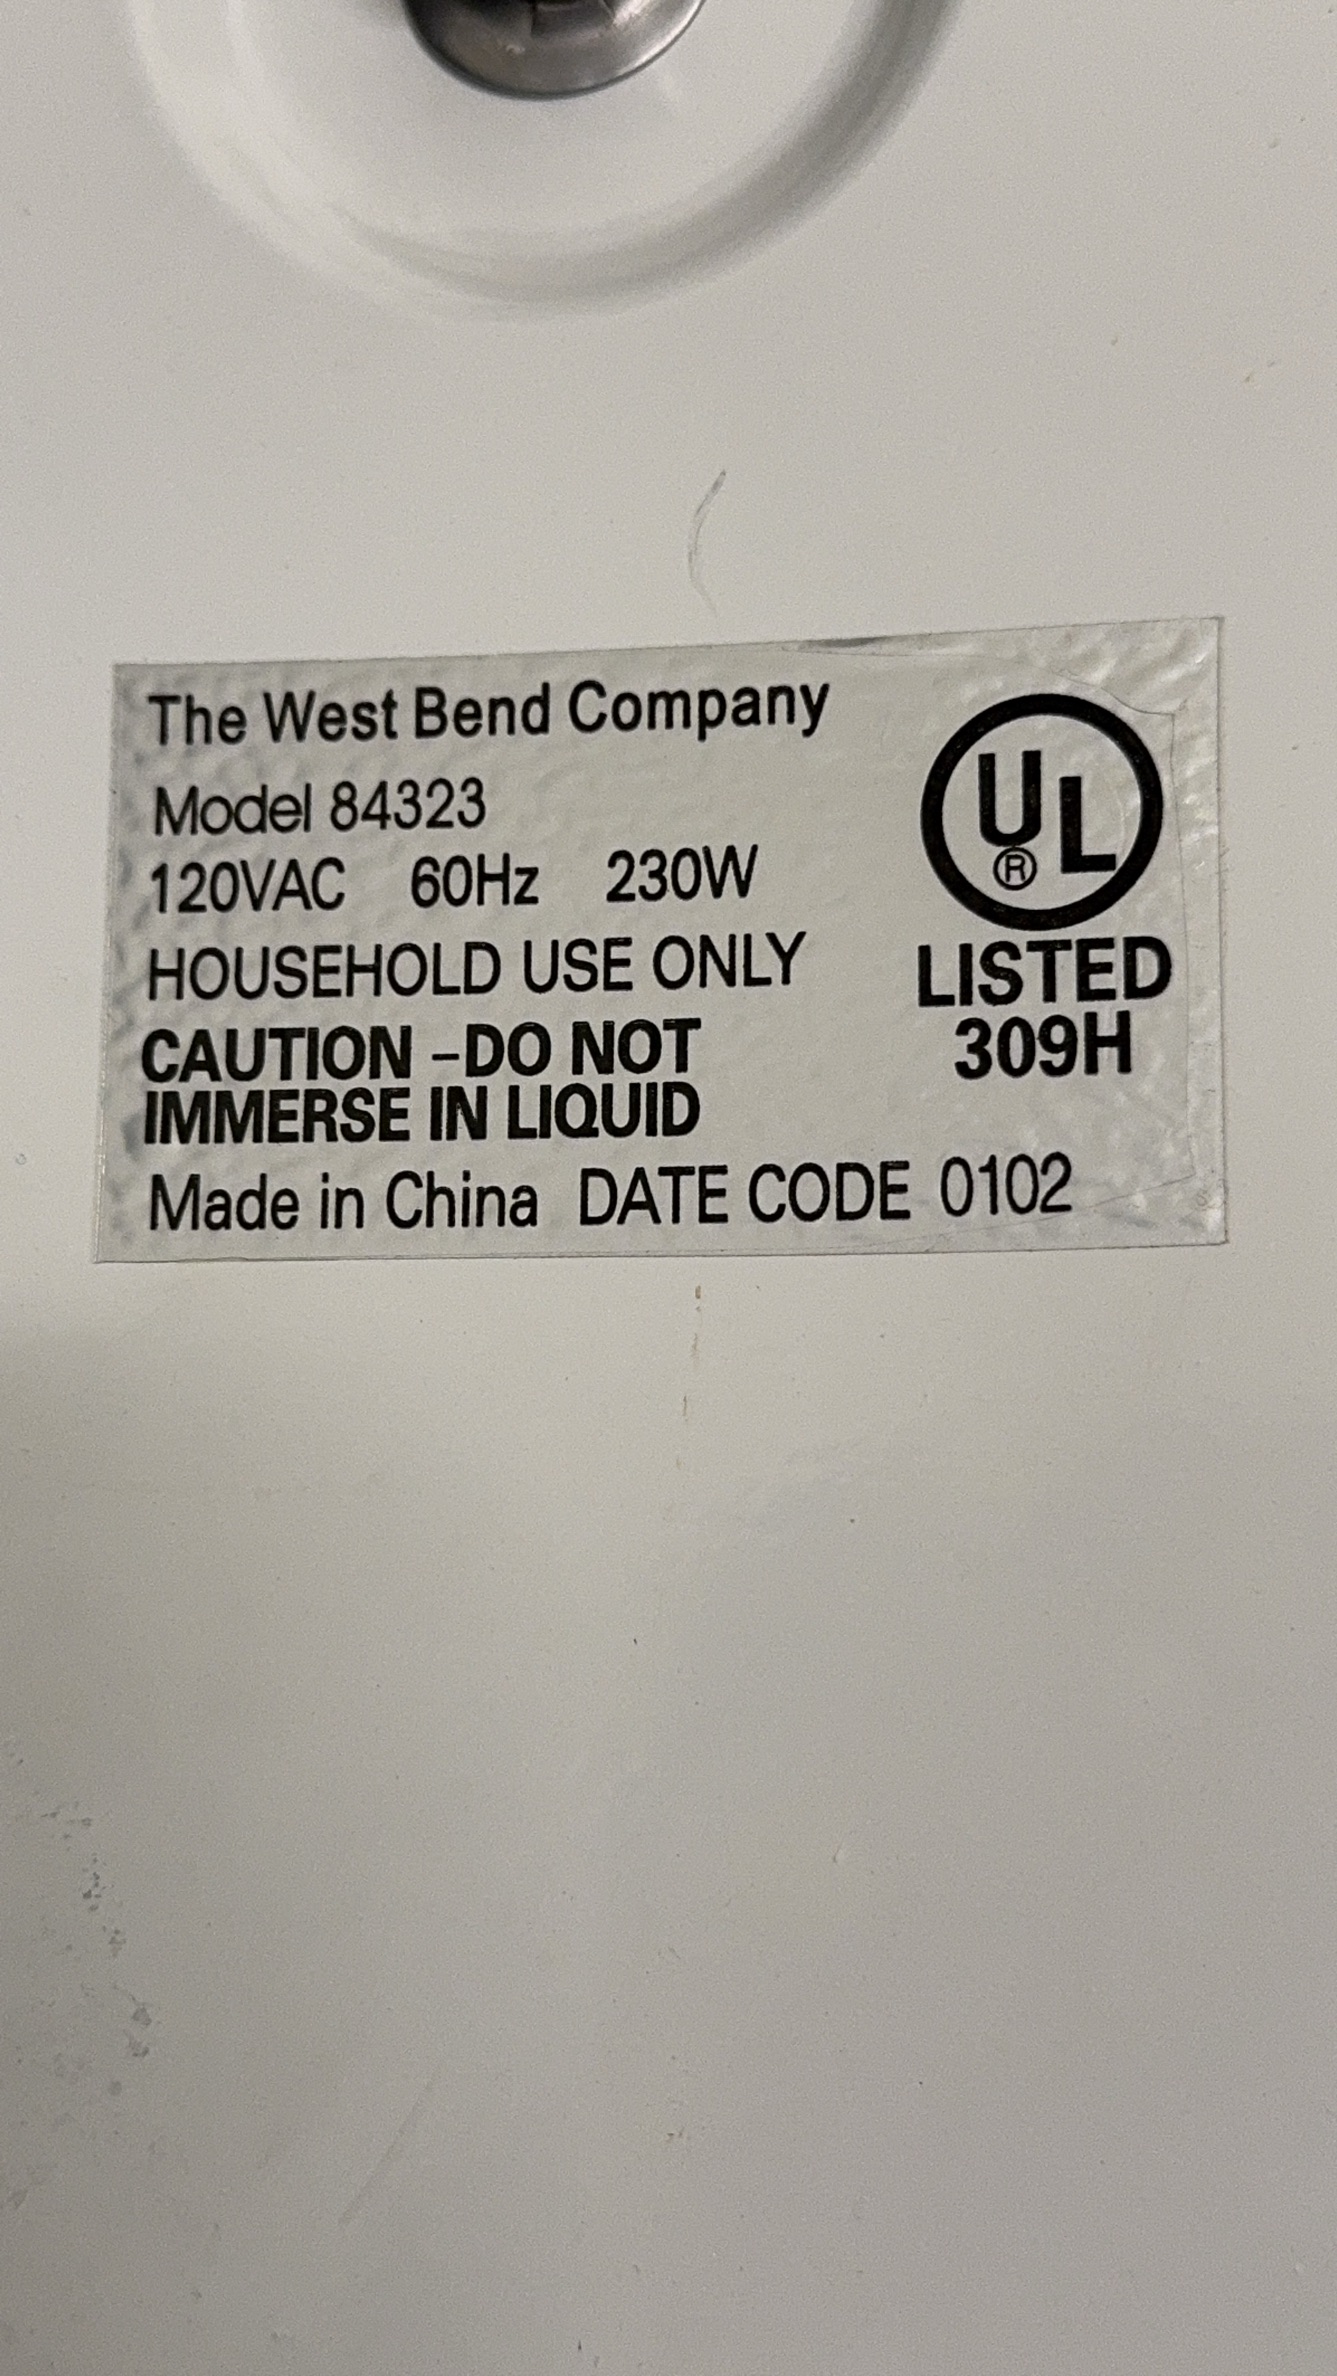 The West Bend Company
Model 84323
120VAC 60Hz 230W
HOUSEHOLD USE ONLY
CAUTION –DO NOT
IMMERSE IN LIQUID
Made in China DATE CODE 0102
UL
®
LISTED
309H